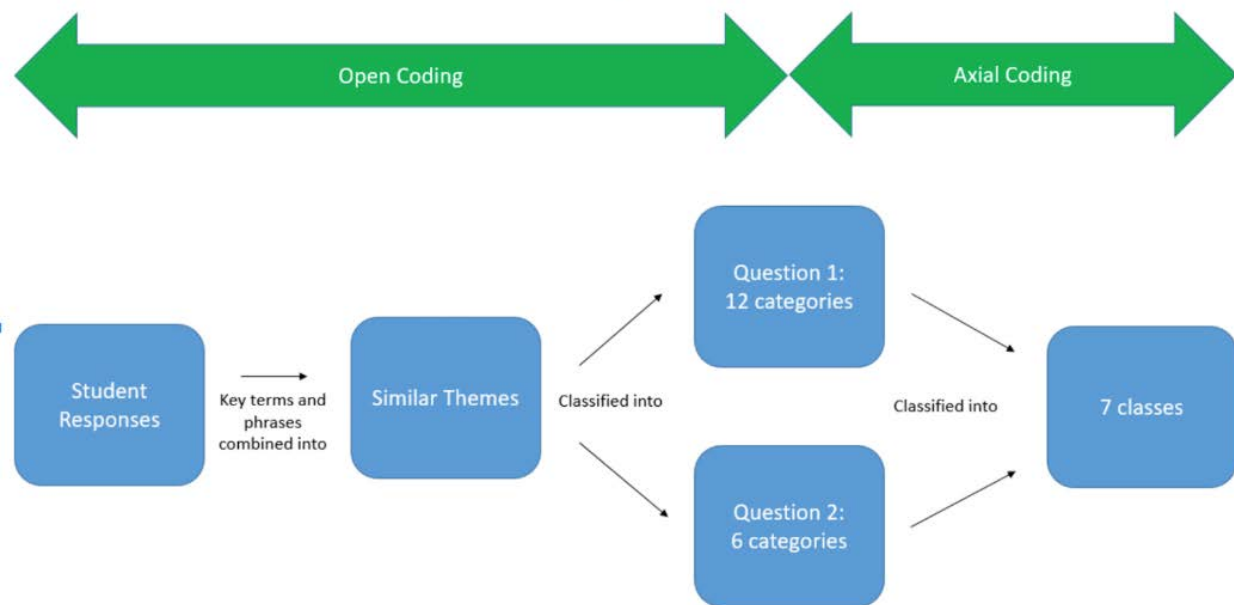 Open Coding
Axial Coding
Student
Responses
Key terms and
phrases
combined into
Similar Themes
Classified into
Question 1:
12 categories
Question 2:
6 categories
Classified into
7 classes